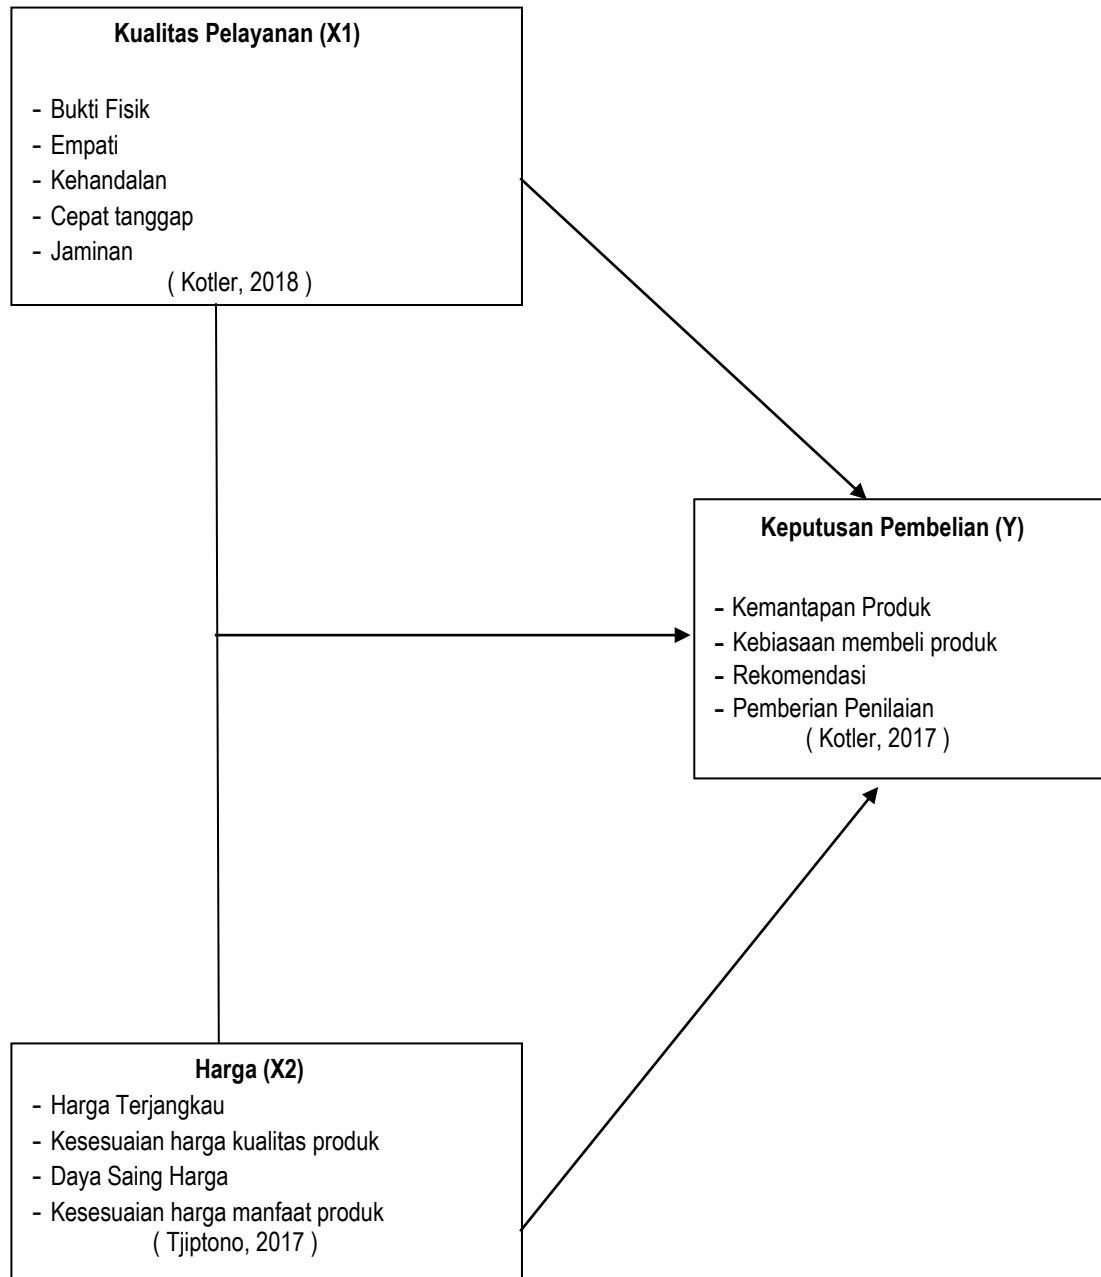 Kualitas Pelayanan (X1)
- Bukti Fisik
- Empati
- Kehandalan
- Cepat tanggap
- Jaminan
( Kotler, 2018 )
Keputusan Pembelian (Y)
- Kemantapan Produk
- Kebiasaan membeli produk
- Rekomendasi
- Pemberian Penilaian
( Kotler, 2017 )
Harga (X2)
- Harga Terjangkau
- Kesesuaian harga kualitas produk
- Daya Saing Harga
- Kesesuaian harga manfaat produk
( Tjiptono, 2017 )